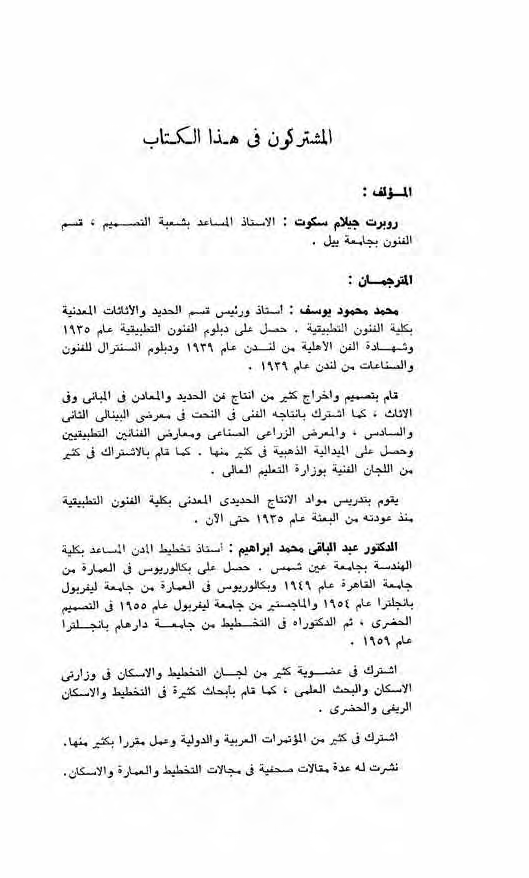 المشتركون فى هذا الكتاب
المؤلف :
روبرت جيلام سكوت : الاستاذ المساعد بشعبة التصميم ، قسم
الفنون بجامعة ييل .
المترجمان :
محمد محمود يوسف : أستاذ ورئيس قسم الحديد والأثاثات المعدنية
بكلية الفنون التطبيقية . حصل على دبلوم الفنون التطبيقية عام ١٩٣٥
وشهادة الفن الأهلية من لندن عام ١٩٣٩ ودبلوم السنترال للفنون
والصناعات من لندن عام ١٩٣٩ .
قام بتصميم واخراج كثير من انتاج فن الحديد والمعادن في المبانى وفى
الأثاث ، كما اشترك بانتاجه الفنى فى النحت فى معرض البينالى الثانى
والسادس ، والمعرض الزراعى الصناعى ومعارض الفنانين التطبيقيين
وحصل على الميدالية الذهبية فى كثير منها . كما قام بالاشتراك فى كثير
من اللجان الفنية بوزارة التعليم العالى .
يقوم بتدريس مواد الانتاج الحديدى المعدنى بكلية الفنون التطبيقية
منذ عودته من البعثة عام ١٩٣٥ حتى الآن .
الدكتور عبد الباقى محمد ابراهيم : أستاذ تخطيط المدن المساعد بكلية
الهندسة بجامعة عين شمس . حصل على بكالوريوس فى العمارة من
جامعة القاهرة عام ١٩٤٩ وبكالوريوس فى العمارة من جامعة ليفربول
بانجلترا عام ١٩٥٤ والماجستير من جامعة ليفربول عام ١٩٥٥ فى التصميم
الحضرى ، ثم الدكتوراه فى التخطيط من جامعة درهام بانجلترا
عام ١٩٥٩ .
اشترك فى عضوية كثير من لجان التخطيط والاسكان فى وزارتى
الاسكان والبحث العلمى ، كما قام بأبحاث كثيرة فى التخطيط والاسكان
الريفى والحضرى .
اشترك فى كثير من المؤتمرات العربية والدولية وعمل مقررا بكثير منها .
نشرت له عدة مقالات صحفية فى مجالات التخطيط والعمارة والاسكان .